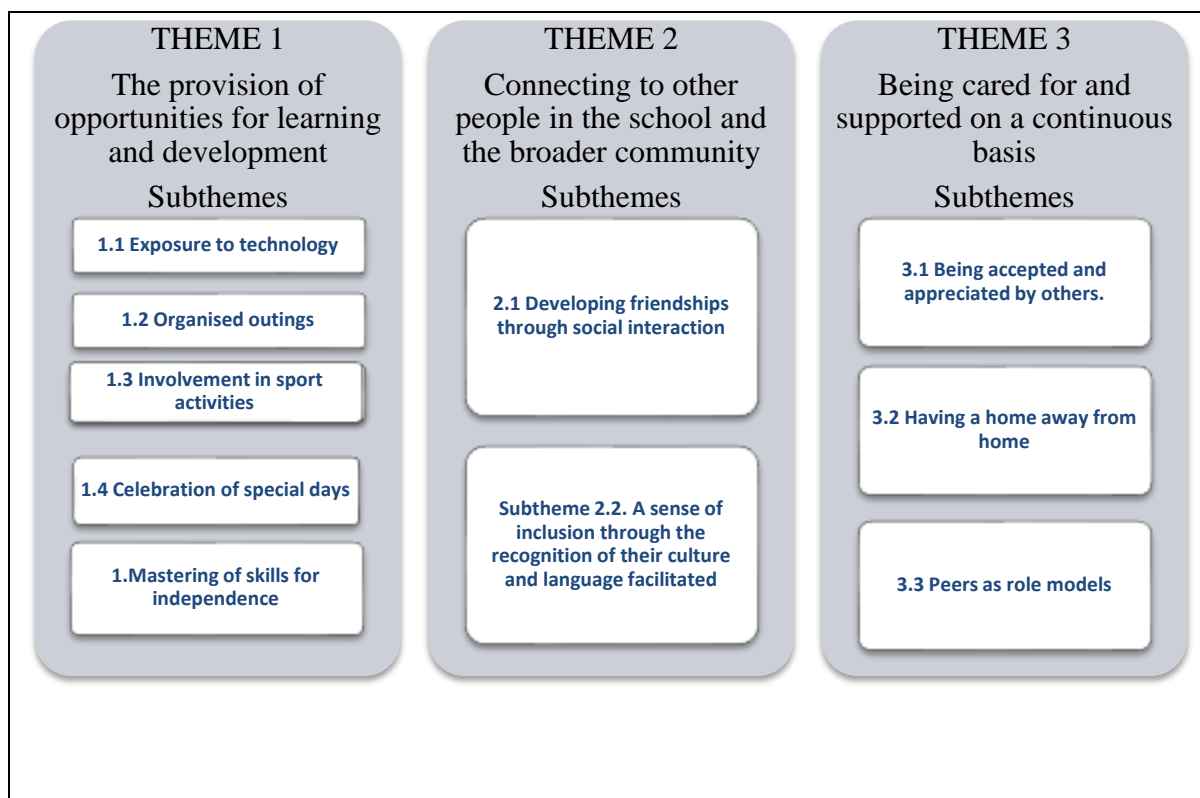 THEME 1
The provision of
opportunities for learning
and development
Subthemes
1.1 Exposure to technology
1.2 Organised outings
1.3 Involvement in sport
activities
1.4 Celebration of special days
1.Mastering of skills for
independence
THEME 2
Connecting to other
people in the school and
the broader community
Subthemes
2.1 Developing friendships
through social interaction
Subtheme 2.2. A sense of
inclusion through the
recognition of their culture
and language facilitated
THEME 3
Being cared for and
supported on a continuous
basis
Subthemes
3.1 Being accepted and
appreciated by others.
3.2 Having a home away from
home
3.3 Peers as role models